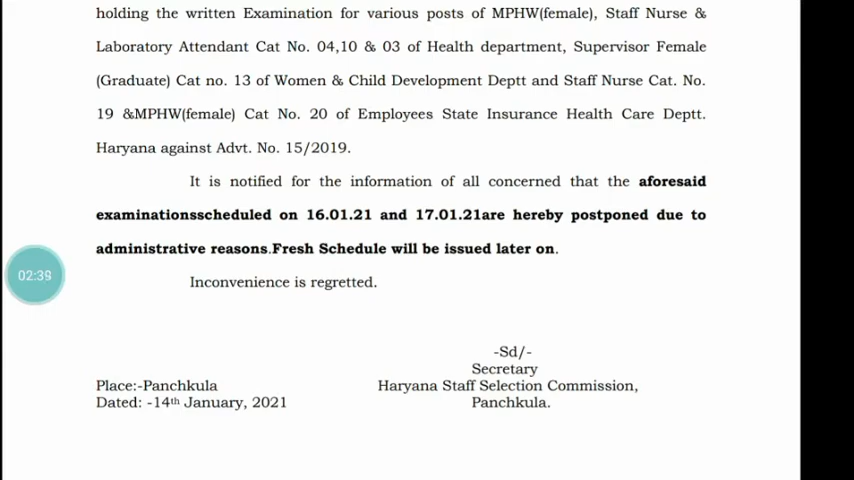 holding the written Examination for various posts of MPHW(female), Staff Nurse &
Laboratory Attendant Cat No. 04,10 & 03 of Health department, Supervisor Female
(Graduate) Cat no. 13 of Women & Child Development Deptt and Staff Nurse Cat. No.
19 &MPHW(female) Cat No. 20 of Employees State Insurance Health Care Deptt.
Haryana against Advt. No. 15/2019.
It is notified for the information of all concerned that the aforesaid
examinationsscheduled on 16.01.21 and 17.01.21are hereby postponed due to
administrative reasons.Fresh Schedule will be issued later on.
02:39
Inconvenience is regretted.
-Sd/-
Secretary
Place:-Panchkula
Haryana Staff Selection Commission,
Dated: -14th January, 2021
Panchkula.